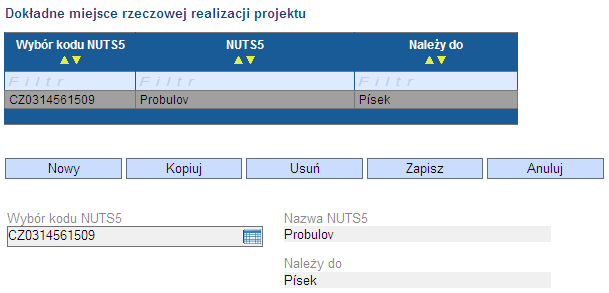 Dokładne miejsce rzeczowej realizacji projektu
Wybór kodu NUTS5 NUTS5 Należy do
Filtr Filtr Filtr
CZ0314561509 Probulov Písek
Nowy Kopiuj Usuń Zapisz Anuluj
Wybór kodu NUTS5 Nazwa NUTS5
CZ0314561509 Probulov
Należy do
Písek